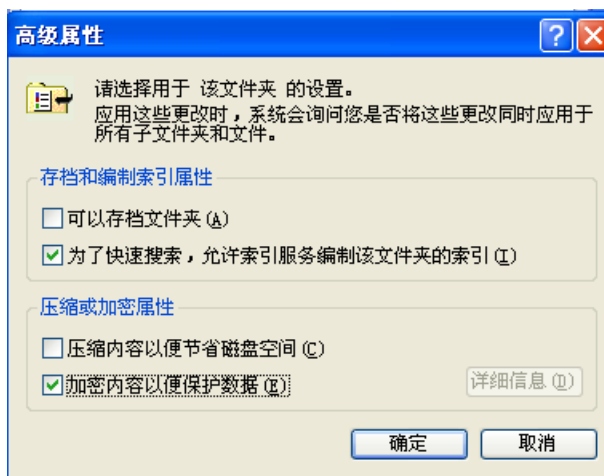 高级属性
请选择用于 该文件夹 的设置。
应用这些更改时，系统会询问您是否将这些更改同时应用于
所有子文件夹和文件。
存档和编制索引属性
可以存档文件夹(A)
为了快速搜索，允许索引服务编制该文件夹的索引(I)
压缩或加密属性
压缩内容以便节省磁盘空间(C)
加密内容以便保护数据(E)
详细信息(D)
确定
取消